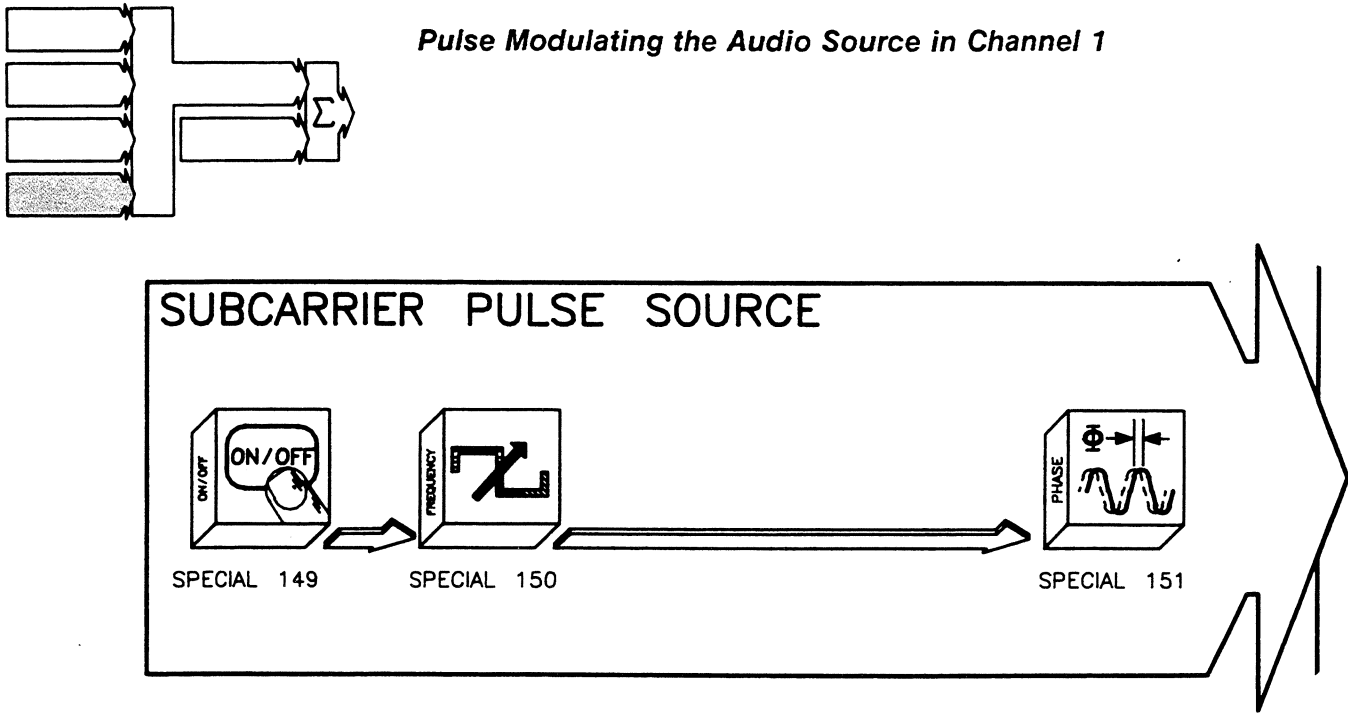 Pulse Modulating the Audio Source in Channel 1
Σ
SUBCARRIER PULSE SOURCE
ON/OFF
ON/OFF
FREQUENCY
PHASE
Φ
SPECIAL 149
SPECIAL 150
SPECIAL 151